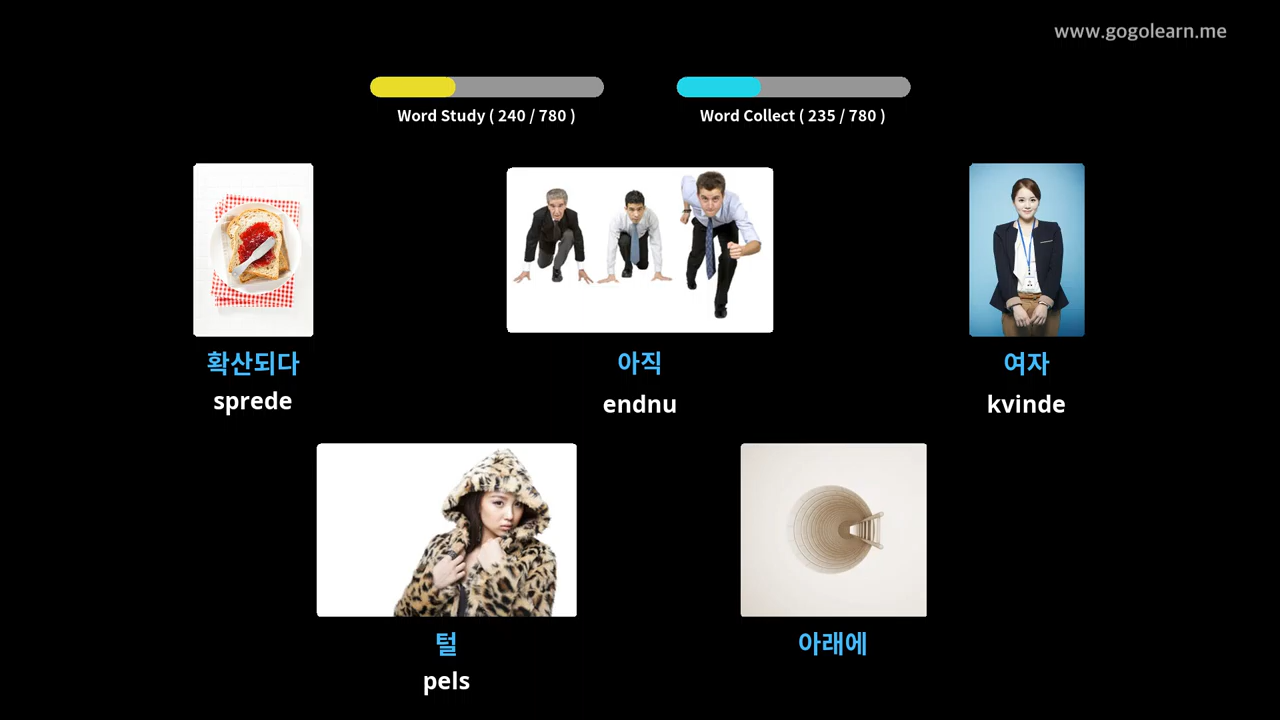 www.gogolearn.me
Word Study ( 240 / 780 )
Word Collect ( 235 / 780 )
확산되다
sprede
아직
endnu
여자
kvinde
털
pels
아래에